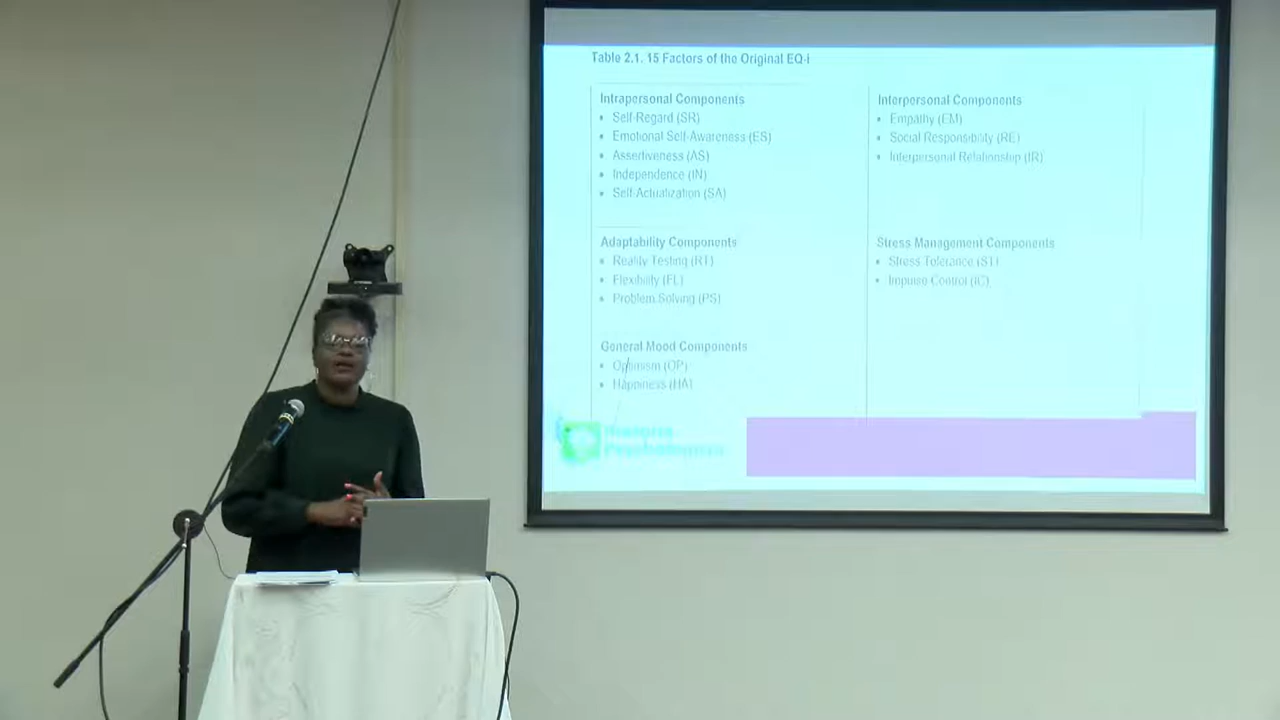 Table 2.1. 15 Factors of the Original EQ-i
Intrapersonal Components
• Self-Regard (SR)
• Emotional Self-Awareness (ES)
• Assertiveness (AS)
• Independence (IN)
• Self-Actualization (SA)
Interpersonal Components
• Empathy (EM)
• Social Responsibility (RE)
• Interpersonal Relationship (IR)
Adaptability Components
• Reality Testing (RT)
• Flexibility (FL)
• Problem Solving (PS)
Stress Management Components
• Stress Tolerance (ST)
• Impulse Control (IC)
General Mood Components
• Optimism (OP)
• Happiness (HA)